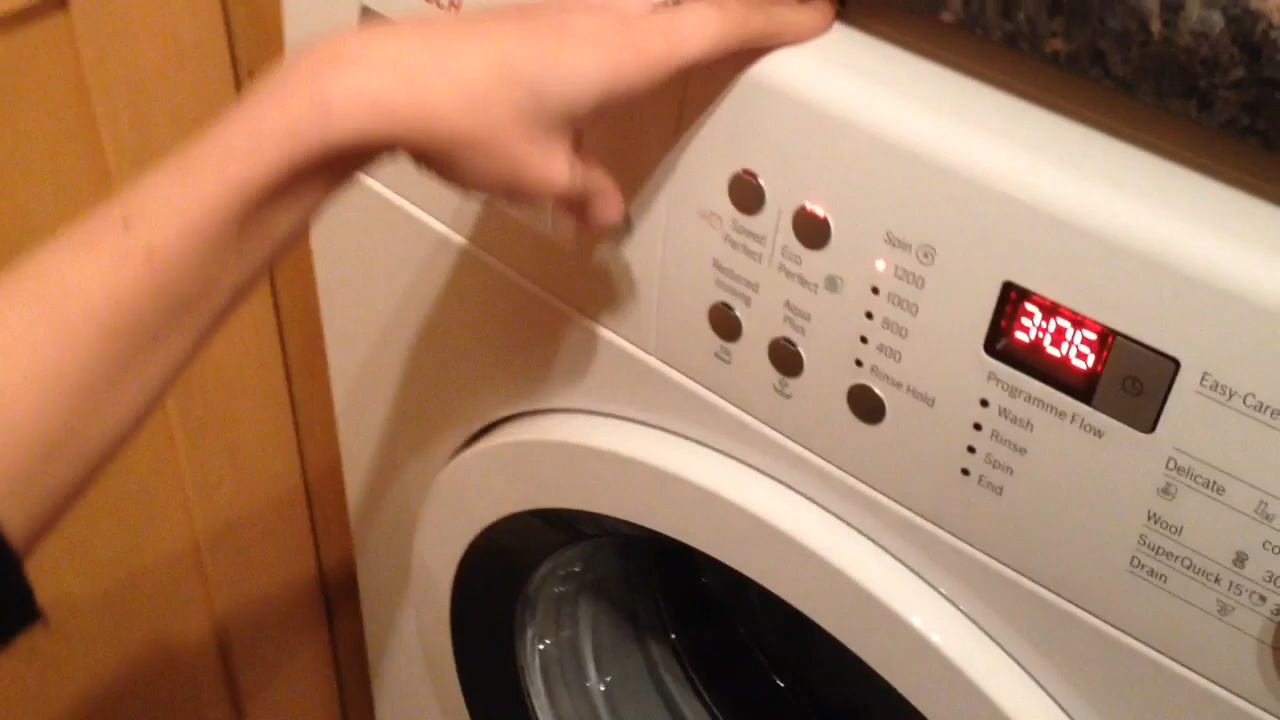 Speed
Perfect
Eco
Perfect
Reduced
Ironing
Aqua
Plus
Spin
1200
1000
800
400
Rinse Hold
3:06
Programme Flow
Wash
Rinse
Spin
End
Easy-Care
Delicate
Wool
SuperQuick 15'
Drain